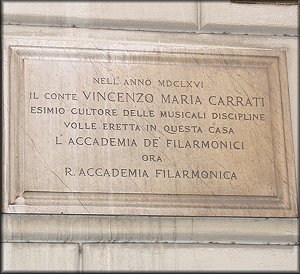 NELL'ANNO MDCLXVI
IL CONTE VINCENZO MARIA CARRATI
ESIMIO CULTORE DELLE MUSICALI DISCIPLINE
VOLLE ERETTA IN QUESTA CASA
L'ACCADEMIA DE' FILARMONICI
ORA
R. ACCADEMIA FILARMONICA